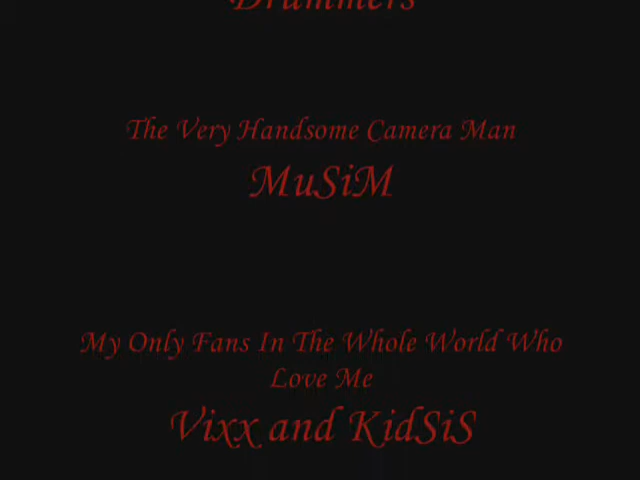 Drummers
The Very Handsome Camera Man
MuSiM
My Only Fans In The Whole World Who
Love Me
Vixx and KidSiS